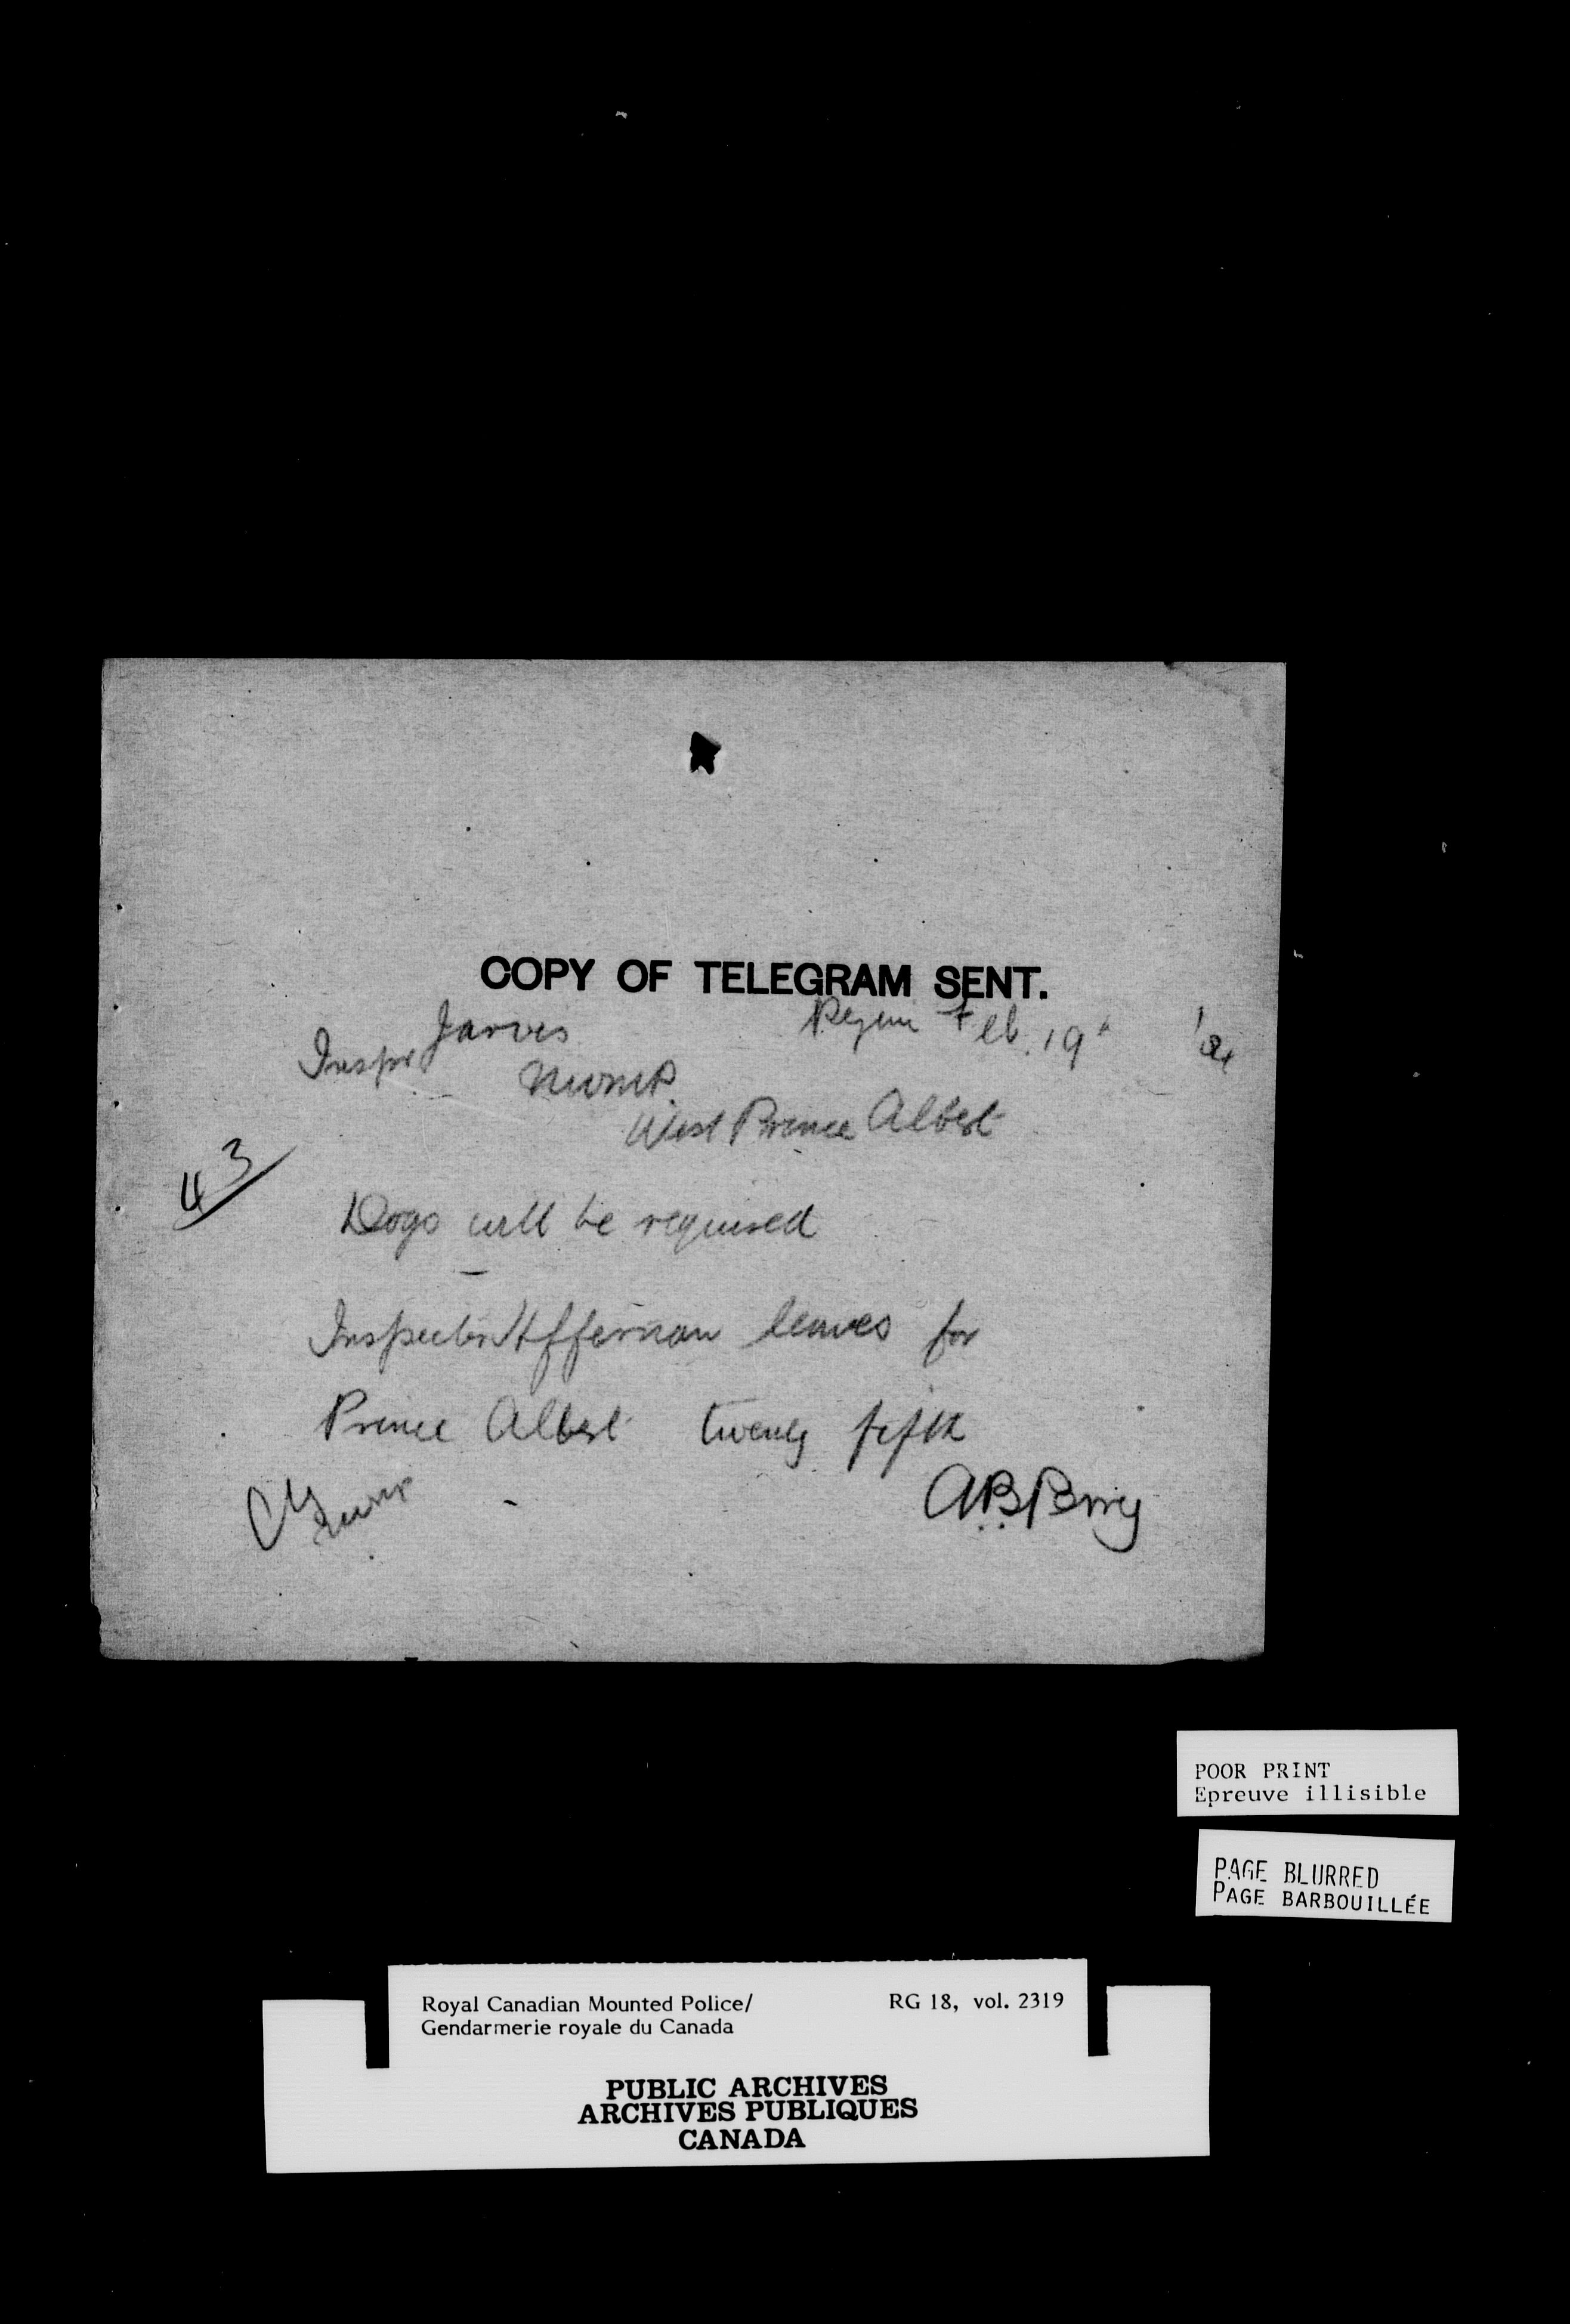 COPY OF TELEGRAM SENT.
Regina Feb. 19th '04
Inspr Jarvis
NWMP.
West Prince Albert
43
Dogs will be required
Inspector Heffernan leaves for
Prince Albert twenty fifth
ABPerry
POOR PRINT
Epreuve illisible
PAGE BLURRED
PAGE BARBOUILLÉE
Royal Canadian Mounted Police/ RG 18, vol. 2319
Gendarmerie royale du Canada
PUBLIC ARCHIVES
ARCHIVES PUBLIQUES
CANADA